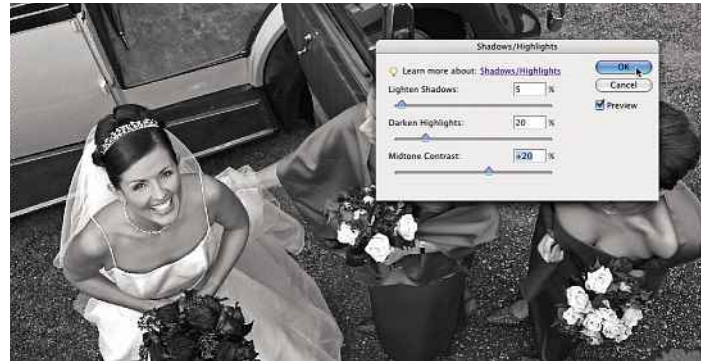 Shadows/Highlights
Learn more about: Shadows/Highlights
OK
Lighten Shadows: 5 %
Cancel
Preview
Darken Highlights: 20 %
Midtone Contrast: +20 %